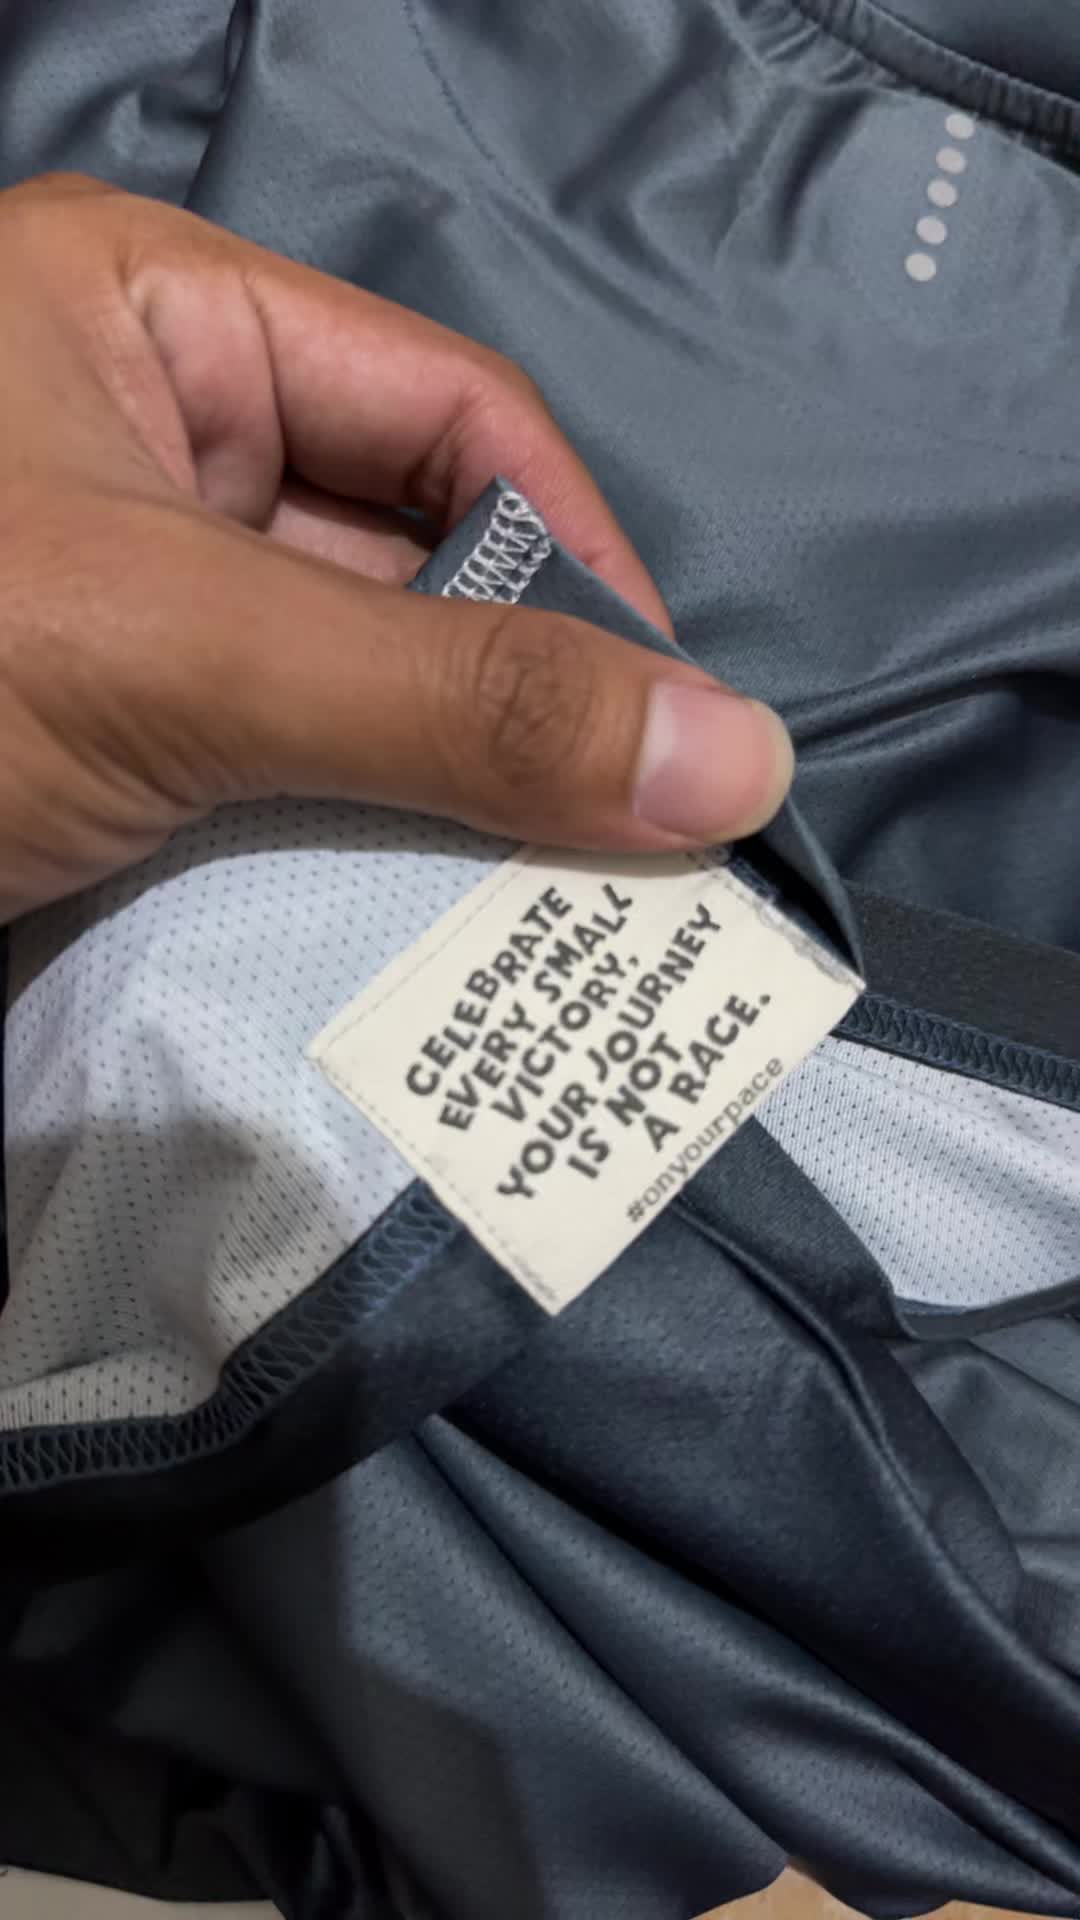 CELEBRATE
EVERY SMALL
VICTORY,
YOUR JOURNEY
IS NOT
A RACE.
#onyourpace